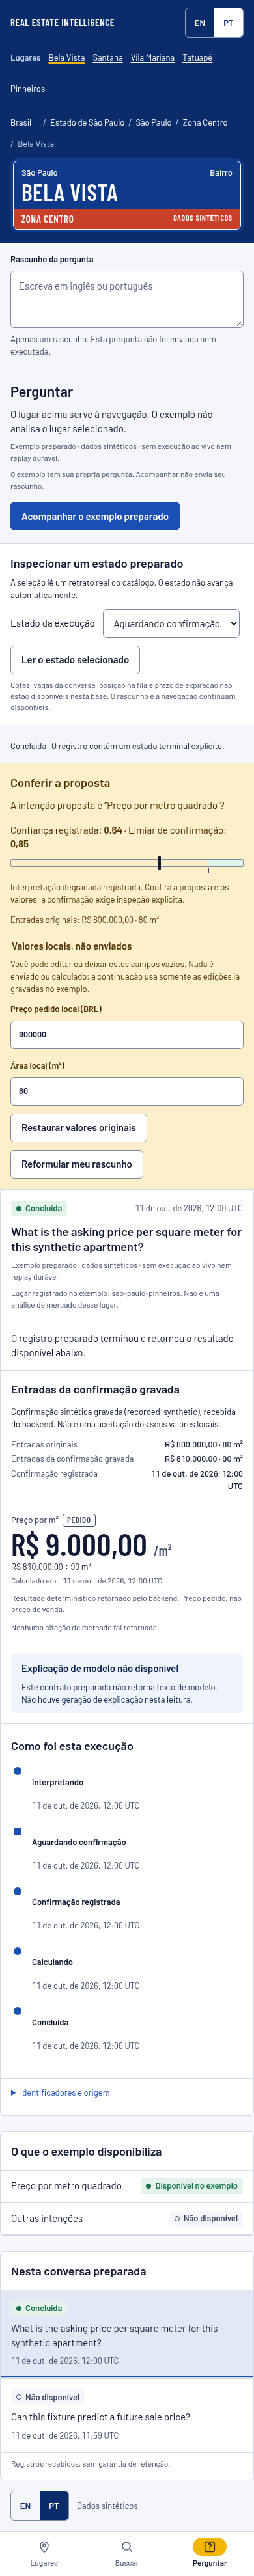 REAL ESTATE INTELLIGENCE
EN PT
Lugares Bela Vista Santana Vila Mariana Tatuapé
Pinheiros
Brasil / Estado de São Paulo / São Paulo / Zona Centro
/ Bela Vista
São Paulo Bairro
BELA VISTA
ZONA CENTRO DADOS SINTÉTICOS
Rascunho da pergunta
Escreva em inglês ou português
Apenas um rascunho. Esta pergunta não foi enviada nem
executada.
Perguntar
O lugar acima serve à navegação. O exemplo não
analisa o lugar selecionado.
Exemplo preparado · dados sintéticos · sem execução ao vivo nem
replay durável.
O exemplo tem sua própria pergunta. Acompanhar não envia seu
rascunho.
Acompanhar o exemplo preparado
Inspecionar um estado preparado
A seleção lê um retrato real do catálogo. O estado não avança
automaticamente.
Estado da execução Aguardando confirmação
Ler o estado selecionado
Cotas, vagas da conversa, posição na fila e prazo de expiração não
estão disponíveis nesta base. O rascunho e a navegação continuam
disponíveis.
Concluída · O registro contém um estado terminal explícito.
Conferir a proposta
A intenção proposta é "Preço por metro quadrado"?
Confiança registrada: 0,64 · Limiar de confirmação:
0,85
Interpretação degradada registrada. Confira a proposta e os
valores; a confirmação exige inspeção explícita.
Entradas originais: R$ 800.000,00 · 80 m²
Valores locais, não enviados
Você pode editar ou deixar estes campos vazios. Nada é
enviado ou calculado; a continuação usa somente as edições já
gravadas no exemplo.
Preço pedido local (BRL)
800000
Área local (m²)
80
Restaurar valores originais
Reformular meu rascunho
Concluída 11 de out. de 2026, 12:00 UTC
What is the asking price per square meter for
this synthetic apartment?
Exemplo preparado · dados sintéticos · sem execução ao vivo nem
replay durável.
Lugar registrado no exemplo: sao-paulo-pinheiros. Não é uma
análise de mercado desse lugar.
O registro preparado terminou e retornou o resultado
disponível abaixo.
Entradas da confirmação gravada
Confirmação sintética gravada (recorded-synthetic), recebida
do backend. Não é uma aceitação dos seus valores locais.
Entradas originais R$ 800.000,00 · 80 m²
Entradas da confirmação gravada R$ 810.000,00 · 90 m²
Confirmação registrada 11 de out. de 2026, 12:00
UTC
Preço por m² PEDIDO
R$ 9.000,00 /m²
R$ 810.000,00 ÷ 90 m²
Calculado em 11 de out. de 2026, 12:00 UTC
Resultado determinístico retornado pelo backend. Preço pedido, não
preço de venda.
Nenhuma citação de mercado foi retornada.
Explicação de modelo não disponível
Este contrato preparado não retorna texto de modelo.
Não houve geração de explicação nesta leitura.
Como foi esta execução
Interpretando
11 de out. de 2026, 12:00 UTC
Aguardando confirmação
11 de out. de 2026, 12:00 UTC
Confirmação registrada
11 de out. de 2026, 12:00 UTC
Calculando
11 de out. de 2026, 12:00 UTC
Concluída
11 de out. de 2026, 12:00 UTC
Identificadores e origem
O que o exemplo disponibiliza
Preço por metro quadrado Disponível no exemplo
Outras intenções Não disponível
Nesta conversa preparada
Concluída
What is the asking price per square meter for this
synthetic apartment?
11 de out. de 2026, 12:00 UTC
Não disponível
Can this fixture predict a future sale price?
11 de out. de 2026, 11:59 UTC
Registros recebidos, sem garantia de retenção.
EN PT Dados sintéticos
Lugares Buscar Perguntar